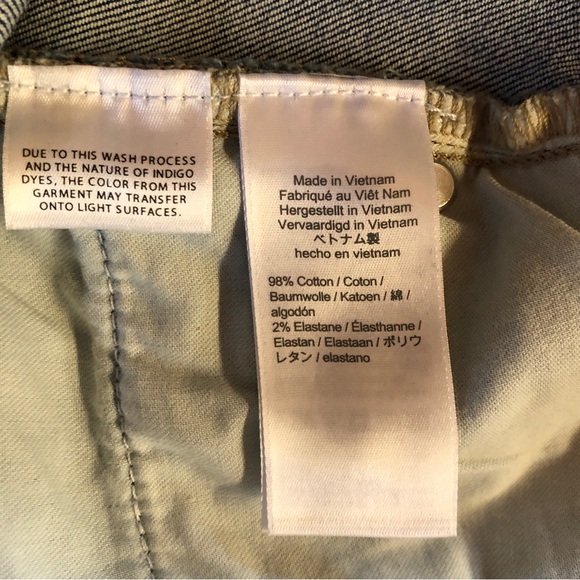 DUE TO THIS WASH PROCESS
AND THE NATURE OF INDIGO
DYES, THE COLOR FROM THIS
GARMENT MAY TRANSFER
ONTO LIGHT SURFACES.
Made in Vietnam
Fabriqué au Viêt Nam
Hergestellt in Vietnam
Vervaardigd in Vietnam
ベトナム製
hecho en vietnam
98% Cotton / Coton /
Baumwolle / Katoen / 綿 /
algodón
2% Elastane / Élasthanne /
Elastan / Elastaan / ポリウ
レタン / elastano